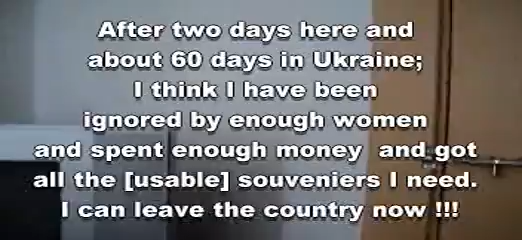 After two days here and
about 60 days in Ukraine;
I think I have been
ignored by enough women
and spent enough money  and got
all the [usable] souveniers I need.
I can leave the country now !!!